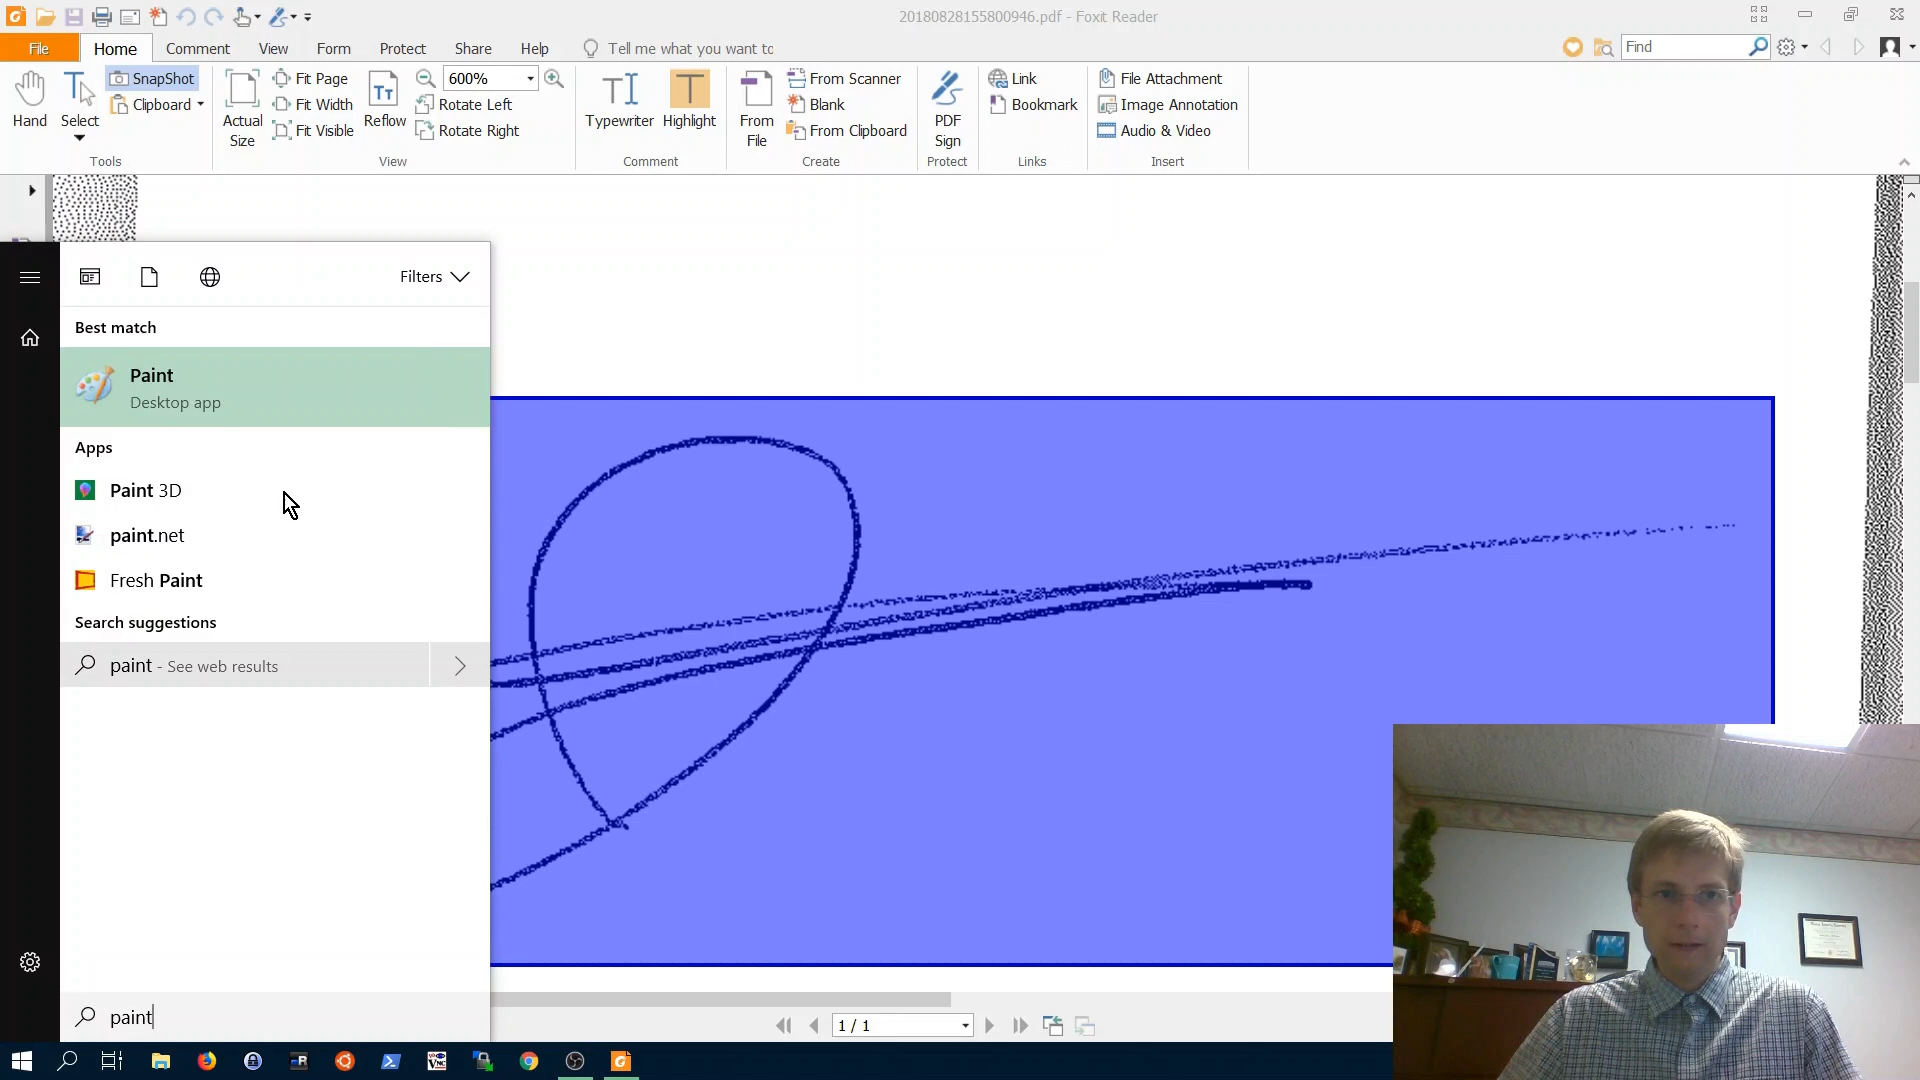 20180828155800946.pdf - Foxit Reader
File Home Comment View Form Protect Share Help Tell me what you want to Find
Hand
Select
SnapShot
Clipboard
Tools
Actual Size
Fit Page
Fit Width
Fit Visible
Reflow
600%
Rotate Left
Rotate Right
View
Typewriter
Highlight
Comment
From File
From Scanner
Blank
From Clipboard
Create
PDF Sign
Protect
Link
Bookmark
Links
File Attachment
Image Annotation
Audio & Video
Insert
Filters
Best match
Paint
Desktop app
Apps
Paint 3D
paint.net
Fresh Paint
Search suggestions
paint - See web results
paint
1 / 1